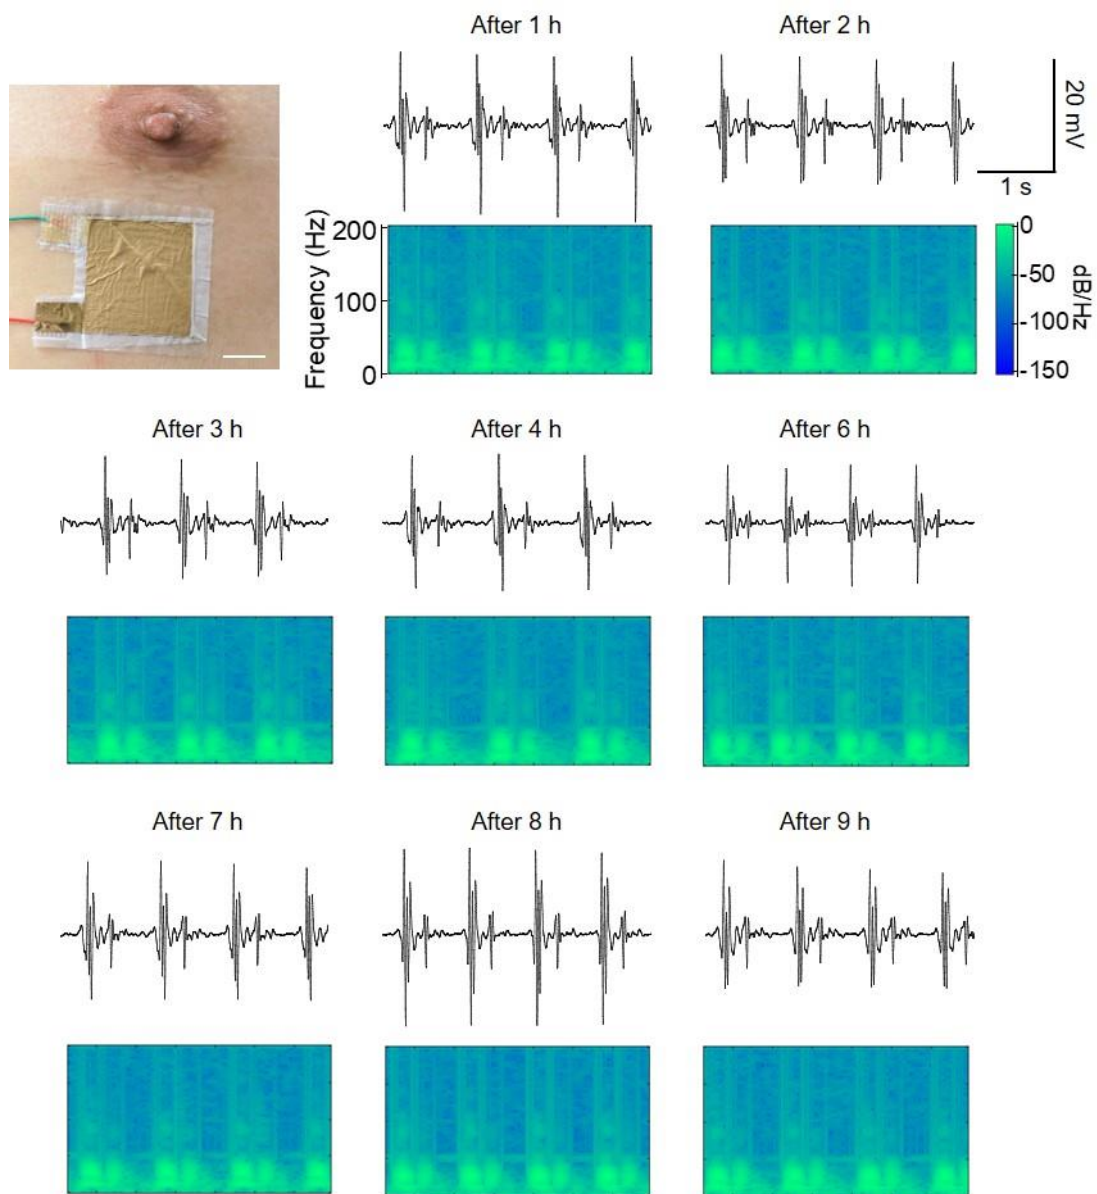 After 1 h
After 2 h
20 mV
1 s
Frequency (Hz)
200
100
0
0
-50
-100
-150
dB/Hz
After 3 h
After 4 h
After 6 h
After 7 h
After 8 h
After 9 h